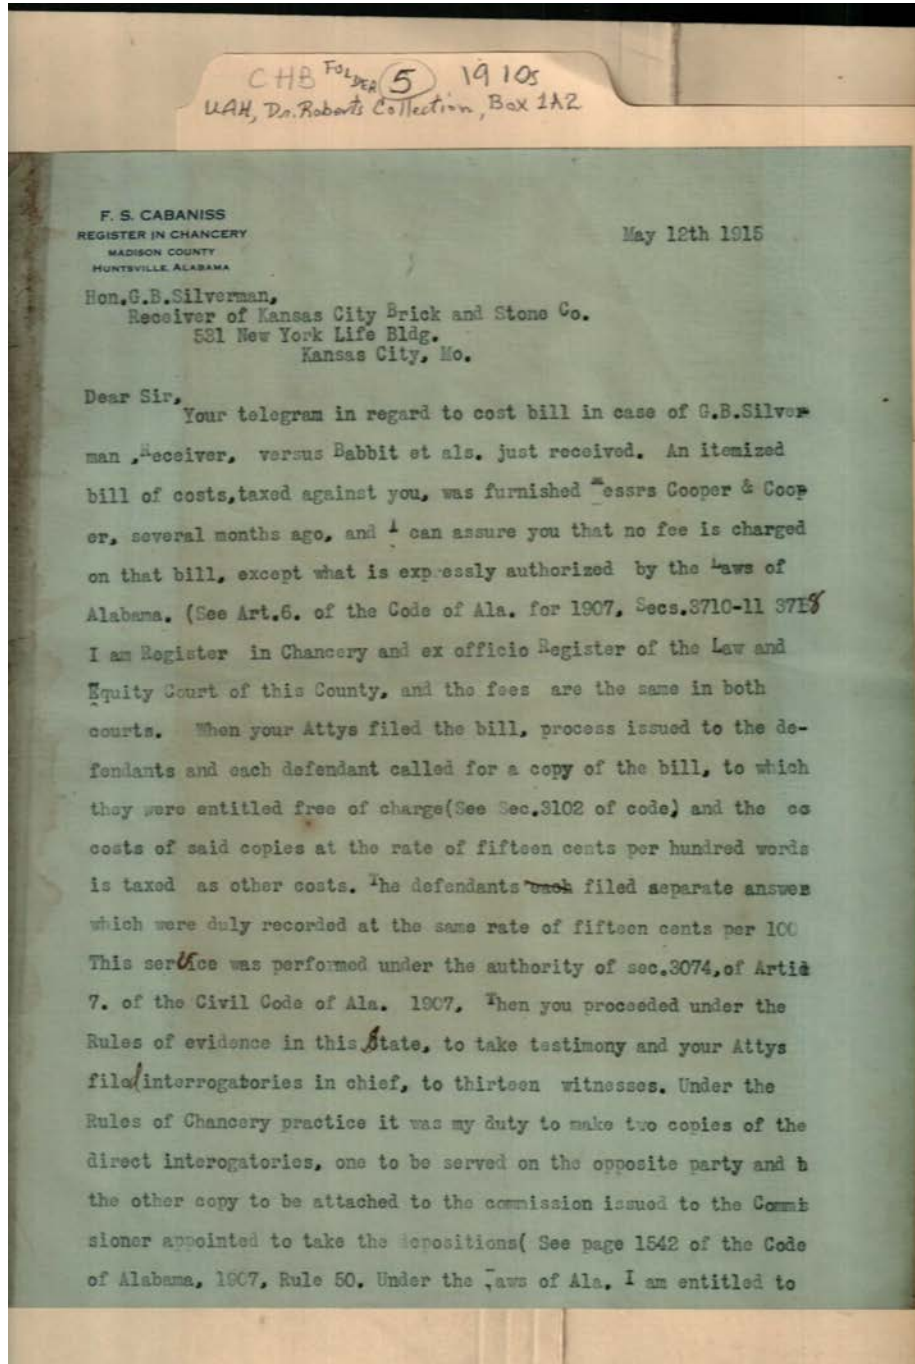 CHB FOLDER 5 1910s
UAH, Dr. Roberts Collection, Box 1A2
F. S. CABANISS
REGISTER IN CHANCERY
MADISON COUNTY
HUNTSVILLE, ALABAMA
May 12th 1915
Hon.G.B.Silverman,
Receiver of Kansas City Brick and Stone Co.
531 New York Life Bldg.
Kansas City, Mo.
Dear Sir,
Your telegram in regard to cost bill in case of G.B.Silver-
man ,Receiver, versus Babbit et als. just received. An itemized
bill of costs,taxed against you, was furnished Messrs Cooper & Coop
er, several months ago, and I can assure you that no fee is charged
on that bill, except what is expressly authorized by the Laws of
Alabama. (See Art.6. of the Code of Ala. for 1907, Secs.3710-11 3718
I am Register in Chancery and ex officio Register of the Law and
Equity Court of this County, and the fees are the same in both
courts. When your Attys filed the bill, process issued to the de-
fendants and each defendant called for a copy of the bill, to which
they were entitled free of charge(See Sec.3102 of code) and the co
costs of said copies at the rate of fifteen cents per hundred words
is taxed as other costs. The defendants each filed separate answes
which were duly recorded at the same rate of fifteen cents per 100
This service was performed under the authority of sec.3074,of Artic
7. of the Civil Code of Ala. 1907, Then you proceeded under the
Rules of evidence in this State, to take testimony and your Attys
filed interrogatories in chief, to thirteen witnesses. Under the
Rules of Chancery practice it was my duty to make two copies of the
direct interogatories, one to be served on the opposite party and b
the other copy to be attached to the commission issued to the Commis
sioner appointed to take the depositions( See page 1542 of the Code
of Alabama, 1907, Rule 50. Under the Laws of Ala. I am entitled to